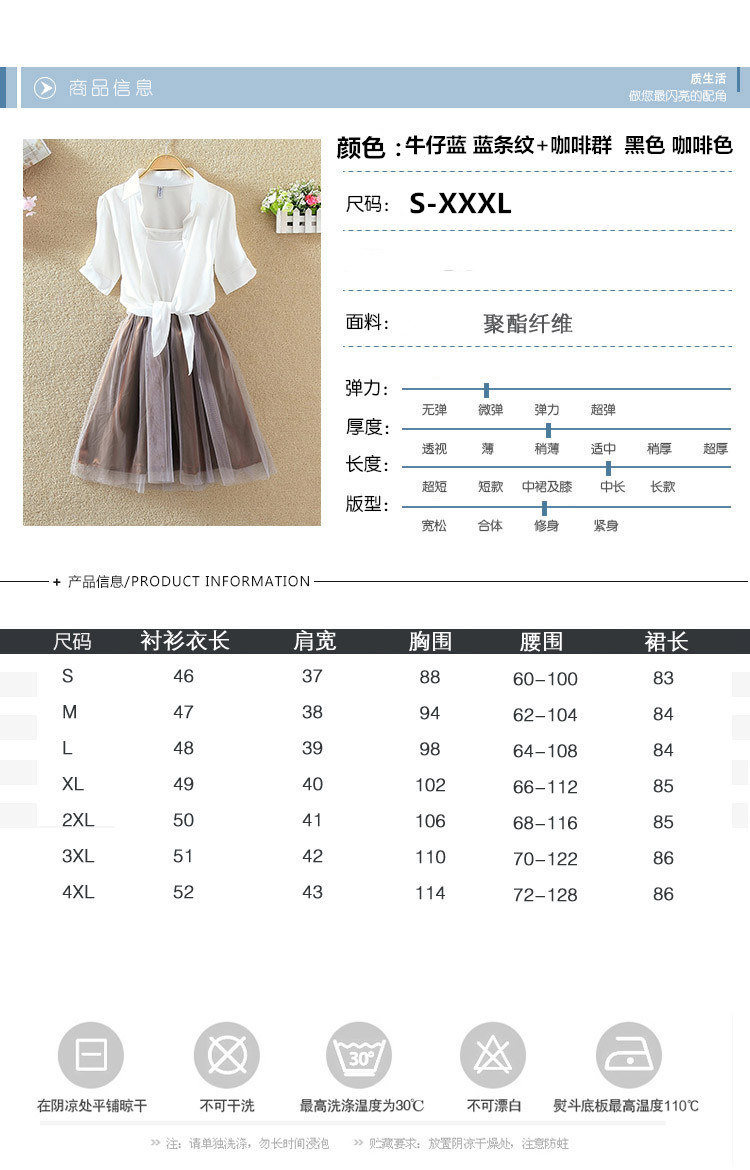 商品信息
质生活
做您最闪亮的配角
颜色：牛仔蓝 蓝条纹+咖啡群 黑色 咖啡色
尺码： S-XXXL
面料： 聚酯纤维
弹力：
无弹 微弹 弹力 超弹
厚度：
透视 薄 稍薄 适中 稍厚 超厚
长度：
超短 短款 中裙及膝 中长 长款
版型：
宽松 合体 修身 紧身
+ 产品信息/PRODUCT INFORMATION
尺码 衬衫衣长 肩宽 胸围 腰围 裙长
S 46 37 88 60-100 83
M 47 38 94 62-104 84
L 48 39 98 64-108 84
XL 49 40 102 66-112 85
2XL 50 41 106 68-116 85
3XL 51 42 110 70-122 86
4XL 52 43 114 72-128 86
30°
在阴凉处平铺晾干 不可干洗 最高洗涤温度为30℃ 不可漂白 熨斗底板最高温度110℃
>> 注：请单独洗涤，勿长时间浸泡 >> 贮藏要求：放置阴凉干燥处，注意防蛀